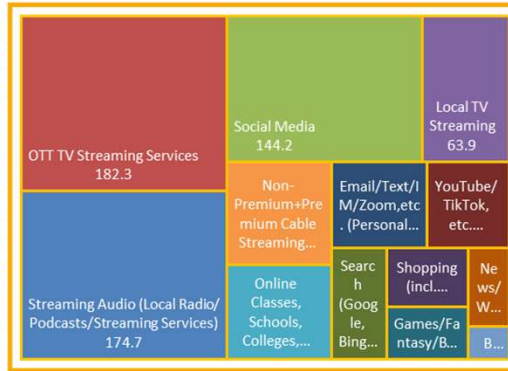 OTT TV Streaming Services
182.3
Social Media
144.2
Local TV
Streaming
63.9
Streaming Audio (Local Radio/
Podcasts/Streaming Services)
174.7
Non-
Premium+Pre
mium Cable
Streaming...
Online
Classes,
Schools,
Colleges,...
Email/Text/I
M/Zoom,etc
. (Personal...
YouTube/
TikTok,
etc....
Searc
h
(Goog
le,
Bing...
Shopping
(incl....
Games/Fa
ntasy/B...
Ne
ws/
W...
B...